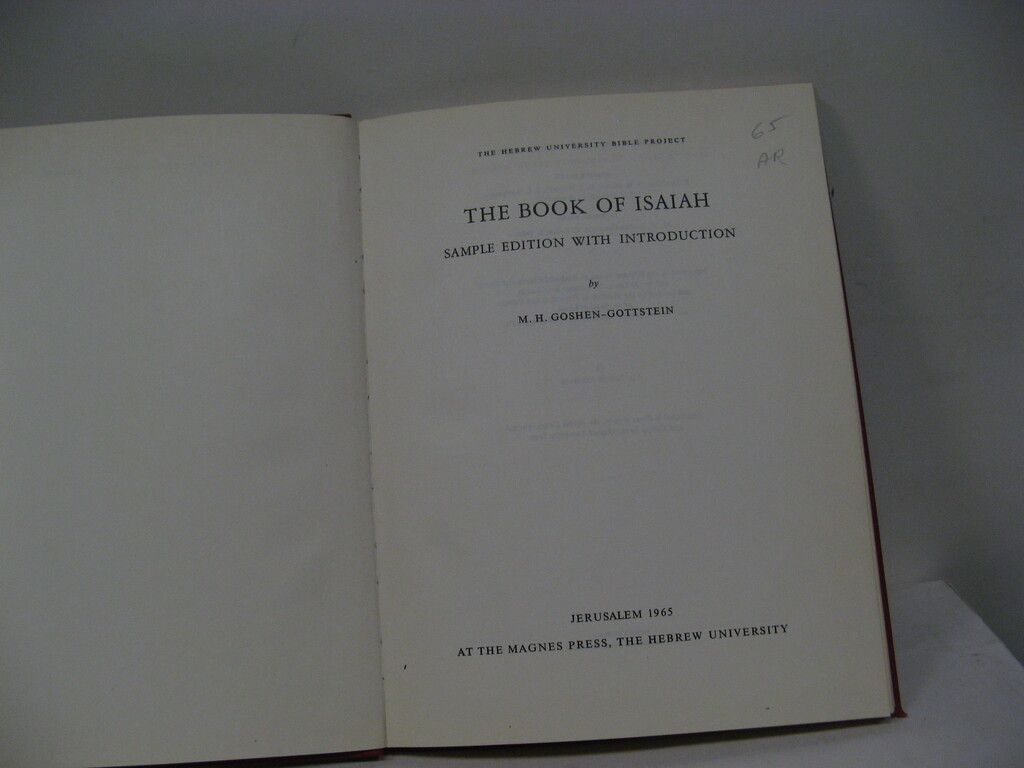 65
AR
THE HEBREW UNIVERSITY BIBLE PROJECT
THE BOOK OF ISAIAH
SAMPLE EDITION WITH INTRODUCTION
by
M. H. GOSHEN-GOTTSTEIN
JERUSALEM 1965
AT THE MAGNES PRESS, THE HEBREW UNIVERSITY